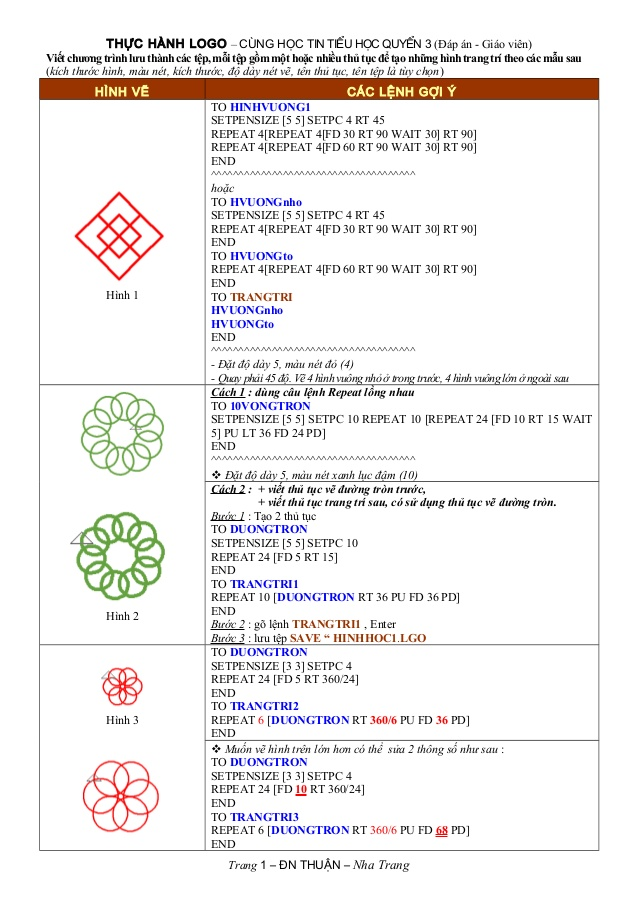 THỰC HÀNH LOGO – CÙNG HỌC TIN TIỂU HỌC QUYỂN 3 (Đáp án - Giáo viên)
Viết chương trình lưu thành các tệp, mỗi tệp gồm một hoặc nhiều thủ tục để tạo những hình trang trí theo các mẫu sau
(kích thước hình, màu nét, kích thước, độ dày nét vẽ, tên thủ tục, tên tệp là tùy chọn)
HÌNH VẼ
CÁC LỆNH GỢI Ý
Hình 1
TO HINHVUONG1
SETPENSIZE [5 5] SETPC 4 RT 45
REPEAT 4[REPEAT 4[FD 30 RT 90 WAIT 30] RT 90]
REPEAT 4[REPEAT 4[FD 60 RT 90 WAIT 30] RT 90]
END
^^^^^^^^^^^^^^^^^^^^^^^^^^^^^^^^^^^^^
hoặc
TO HVUONGnho
SETPENSIZE [5 5] SETPC 4 RT 45
REPEAT 4[REPEAT 4[FD 30 RT 90 WAIT 30] RT 90]
END
TO HVUONGto
REPEAT 4[REPEAT 4[FD 60 RT 90 WAIT 30] RT 90]
END
TO TRANGTRI
HVUONGnho
HVUONGto
END
^^^^^^^^^^^^^^^^^^^^^^^^^^^^^^^^^^^^^
- Đặt độ dày 5, màu nét đỏ (4)
- Quay phải 45 độ. Vẽ 4 hình vuông nhỏ ở trong trước, 4 hình vuông lớn ở ngoài sau
Hình 2
Cách 1 : dùng câu lệnh Repeat lồng nhau
TO 10VONGTRON
SETPENSIZE [5 5] SETPC 10 REPEAT 10 [REPEAT 24 [FD 10 RT 15 WAIT
5] PU LT 36 FD 24 PD]
END
^^^^^^^^^^^^^^^^^^^^^^^^^^^^^^^^^^^^^
❖ Đặt độ dày 5, màu nét xanh lục đậm (10)
Cách 2 : + viết thủ tục vẽ đường tròn trước,
+ viết thủ tục trang trí sau, có sử dụng thủ tục vẽ đường tròn.
Bước 1 : Tạo 2 thủ tục
TO DUONGTRON
SETPENSIZE [5 5] SETPC 10
REPEAT 24 [FD 5 RT 15]
END
TO TRANGTRI1
REPEAT 10 [DUONGTRON RT 36 PU FD 36 PD]
END
Bước 2 : gõ lệnh TRANGTRI1 , Enter
Bước 3 : lưu tệp SAVE “ HINHHOC1.LGO
Hình 3
TO DUONGTRON
SETPENSIZE [3 3] SETPC 4
REPEAT 24 [FD 5 RT 360/24]
END
TO TRANGTRI2
REPEAT 6 [DUONGTRON RT 360/6 PU FD 36 PD]
END
❖ Muốn vẽ hình trên lớn hơn có thể sửa 2 thông số như sau :
TO DUONGTRON
SETPENSIZE [3 3] SETPC 4
REPEAT 24 [FD 10 RT 360/24]
END
TO TRANGTRI3
REPEAT 6 [DUONGTRON RT 360/6 PU FD 68 PD]
END
Trang 1 – ĐN THUẬN – Nha Trang